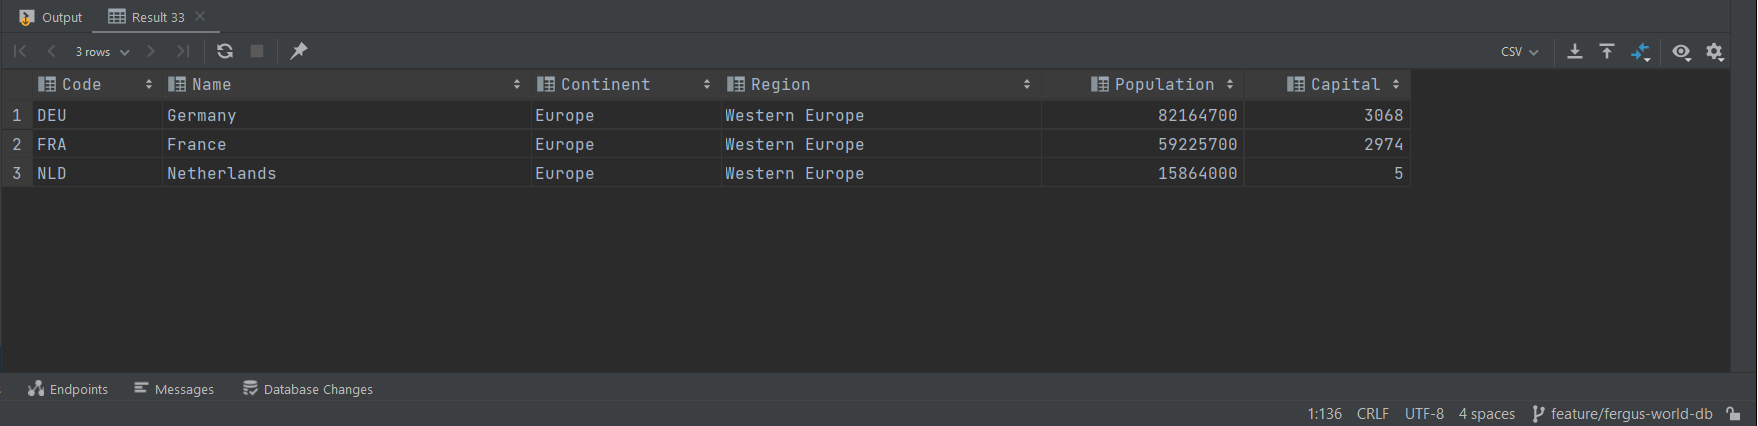 Output Result 33
3 rows CSV
Code Name Continent Region Population Capital
1 DEU Germany Europe Western Europe 82164700 3068
2 FRA France Europe Western Europe 59225700 2974
3 NLD Netherlands Europe Western Europe 15864000 5
Endpoints Messages Database Changes
1:136 CRLF UTF-8 4 spaces feature/fergus-world-db